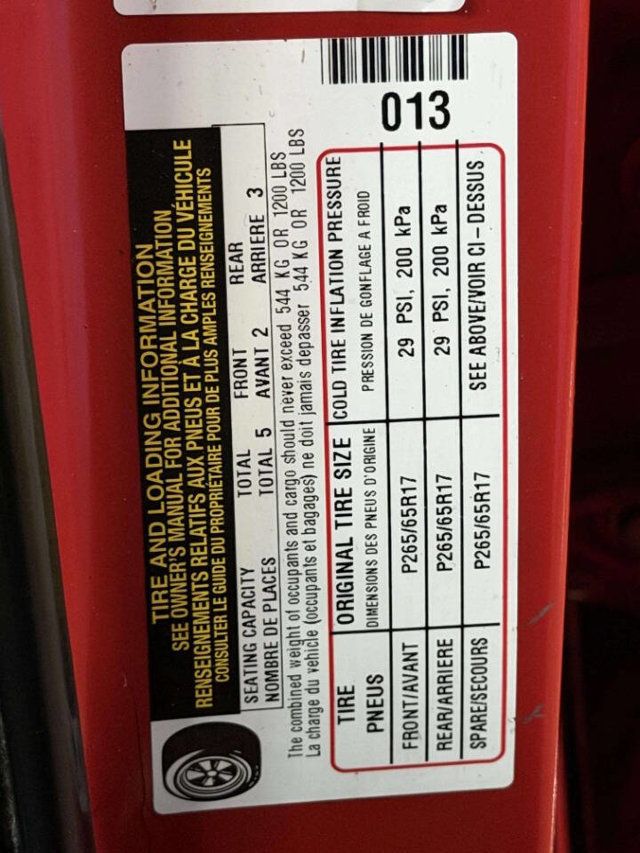 013
TIRE AND LOADING INFORMATION
SEE OWNER'S MANUAL FOR ADDITIONAL INFORMATION
RENSEIGNEMENTS RELATIFS AUX PNEUS ET A LA CHARGE DU VÉHICULE
CONSULTER LE GUIDE DU PROPRIÉTAIRE POUR DE PLUS AMPLES RENSEIGNEMENTS
SEATING CAPACITY TOTAL FRONT REAR
NOMBRE DE PLACES TOTAL 5 AVANT 2 ARRIERE 3
The combined weight of occupants and cargo should never exceed 544 KG OR 1200 LBS
La charge du véhicule (occupants et bagages) ne doit jamais depasser 544 KG OR 1200 LBS
TIRE ORIGINAL TIRE SIZE COLD TIRE INFLATION PRESSURE
PNEUS DIMENSIONS DES PNEUS D'ORIGINE PRESSION DE GONFLAGE A FROID
FRONT/AVANT P265/65R17 29 PSI, 200 kPa
REAR/ARRIERE P265/65R17 29 PSI, 200 kPa
SPARE/SECOURS P265/65R17 SEE ABOVE/VOIR CI-DESSUS